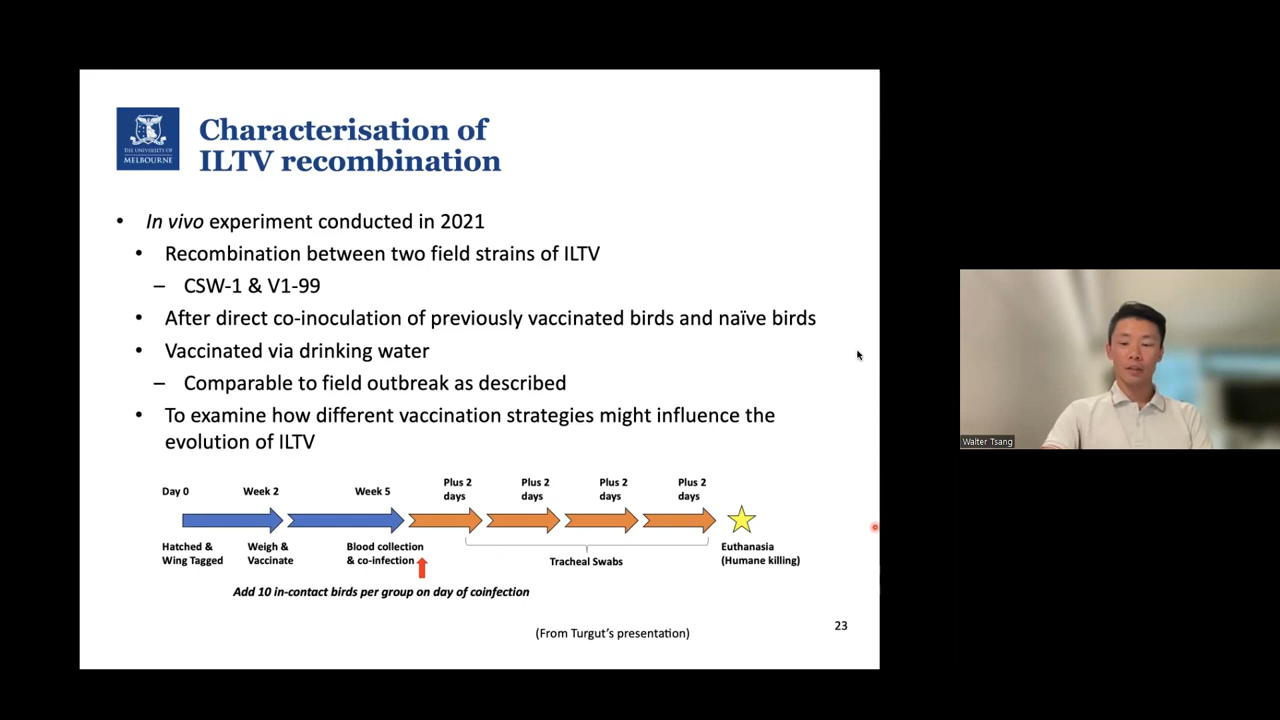 THE UNIVERSITY OF
MELBOURNE
Characterisation of
ILTV recombination
• In vivo experiment conducted in 2021
• Recombination between two field strains of ILTV
– CSW-1 & V1-99
• After direct co-inoculation of previously vaccinated birds and naïve birds
• Vaccinated via drinking water
– Comparable to field outbreak as described
• To examine how different vaccination strategies might influence the
evolution of ILTV
Day 0
Week 2
Week 5
Plus 2
days
Plus 2
days
Plus 2
days
Plus 2
days
Hatched &
Wing Tagged
Weigh &
Vaccinate
Blood collection
& co-infection
Tracheal Swabs
Euthanasia
(Humane killing)
Add 10 in-contact birds per group on day of coinfection
(From Turgut's presentation)
23
Walter Tsang